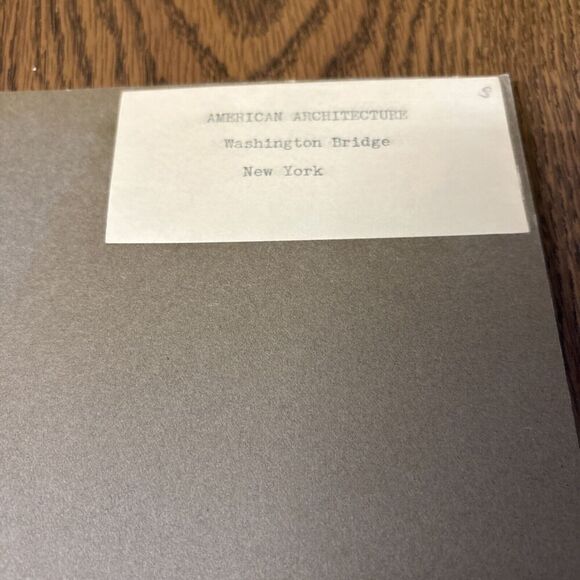 AMERICAN ARCHITECTURE
Washington Bridge
New York